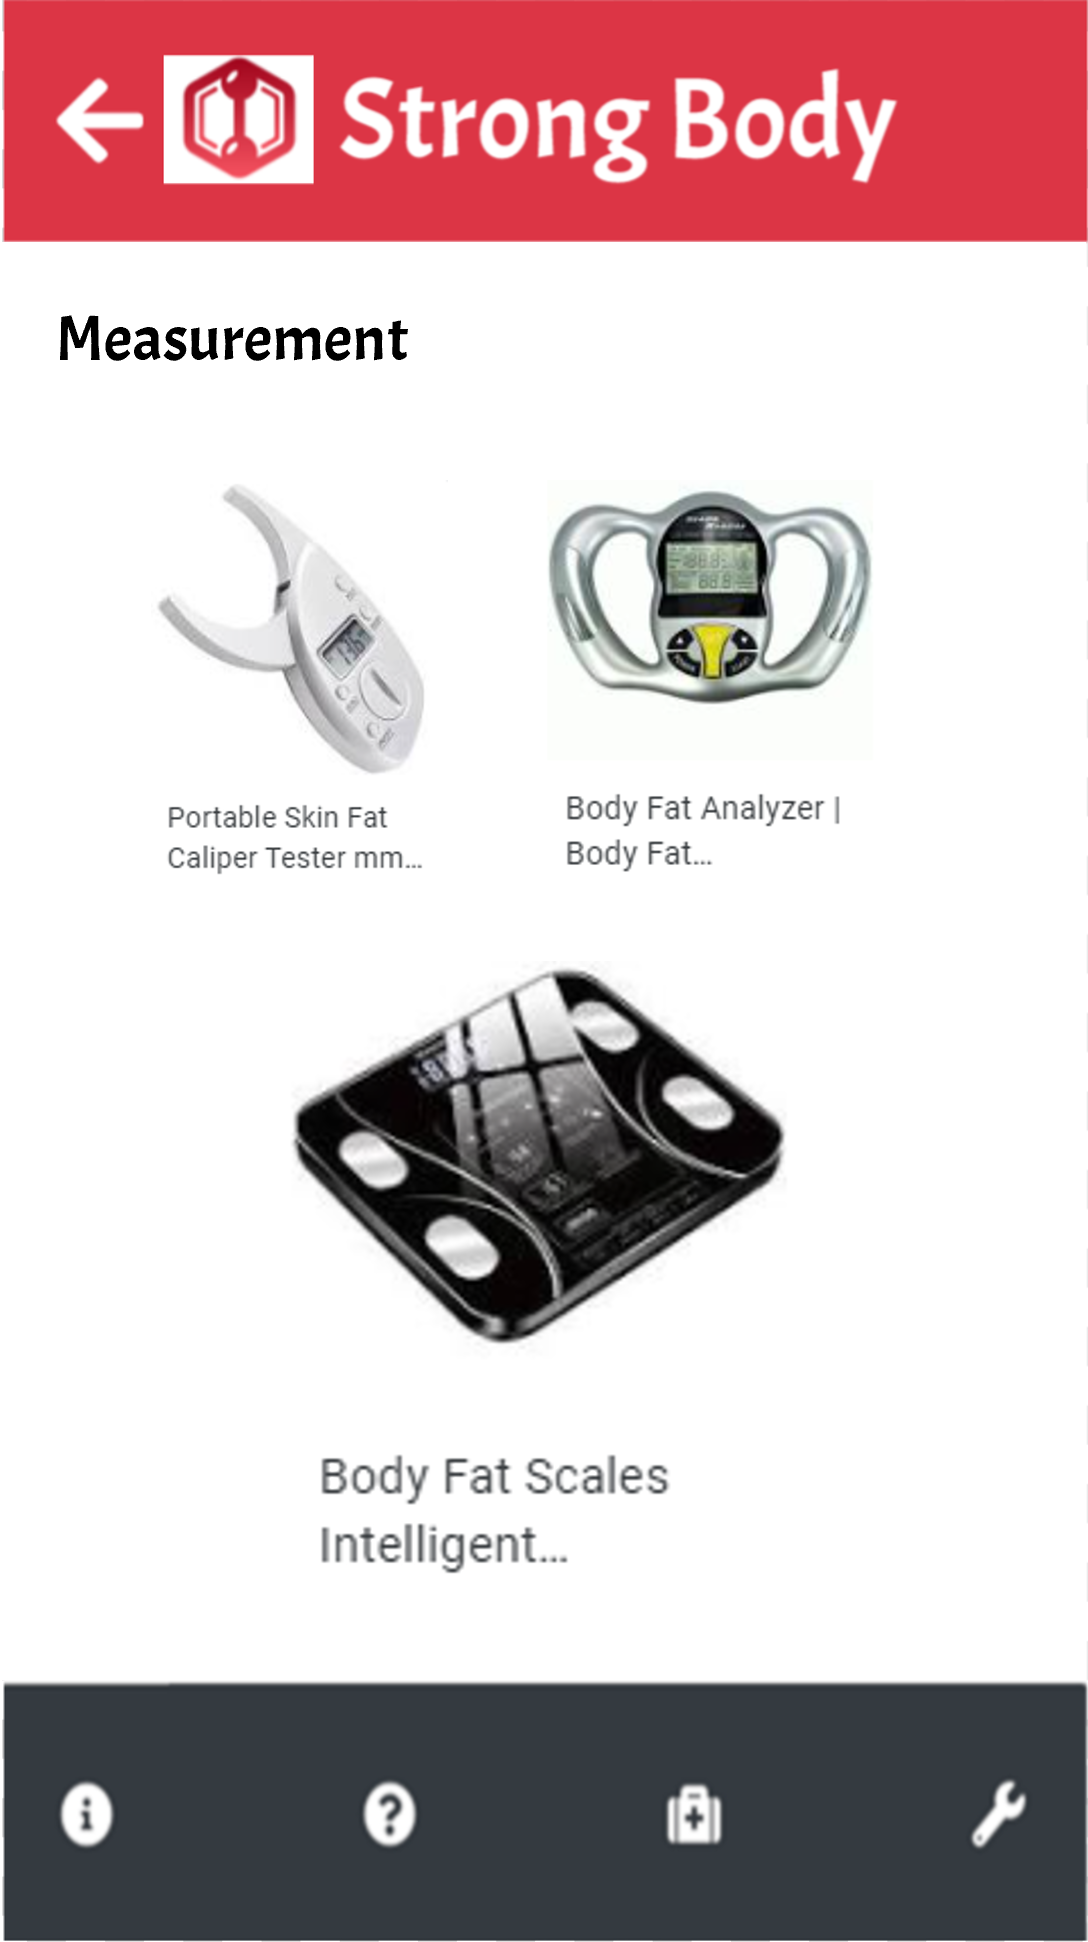 Strong Body
Measurement
Portable Skin Fat
Caliper Tester mm...
Body Fat Analyzer |
Body Fat...
Body Fat Scales
Intelligent...